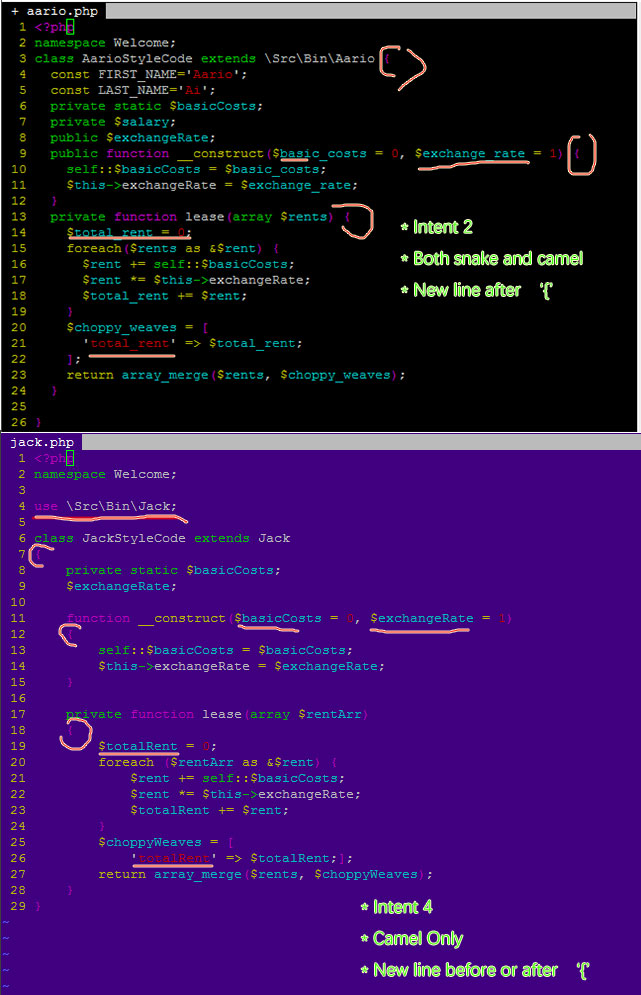 + aario.php
1 <?php
2 namespace Welcome;
3 class AarioStyleCode extends \Src\Bin\Aario {
4   const FIRST_NAME='Aario';
5   const LAST_NAME='Ai';
6   private static $basicCosts;
7   private $salary;
8   public $exchangeRate;
9   public function __construct($basic_costs = 0, $exchange_rate = 1) {
10     self::$basicCosts = $basic_costs;
11     $this->exchangeRate = $exchange_rate;
12   }
13   private function lease(array $rents) {
14     $total_rent = 0;
15     foreach($rents as &$rent) {
16       $rent += self::$basicCosts;
17       $rent *= $this->exchangeRate;
18       $total_rent += $rent;
19     }
20     $choppy_weaves = [
21       'total_rent' => $total_rent;
22     ];
23     return array_merge($rents, $choppy_weaves);
24   }
25
26 }
* Intent 2
* Both snake and camel
* New line after '{'
jack.php
1 <?php
2 namespace Welcome;
3
4 use \Src\Bin\Jack;
5
6 class JackStyleCode extends Jack
7 {
8     private static $basicCosts;
9     $exchangeRate;
10
11     function __construct($basicCosts = 0, $exchangeRate = 1)
12     {
13         self::$basicCosts = $basicCosts;
14         $this->exchangeRate = $exchangeRate;
15     }
16
17     private function lease(array $rentArr)
18     {
19         $totalRent = 0;
20         foreach ($rentArr as &$rent) {
21             $rent += self::$basicCosts;
22             $rent *= $this->exchangeRate;
23             $totalRent += $rent;
24         }
25         $choppyWeaves = [
26             'totalRent' => $totalRent;];
27         return array_merge($rents, $choppyWeaves);
28     }
29 }
~
~
~
~
~
* Intent 4
* Camel Only
* New line before or after '{'